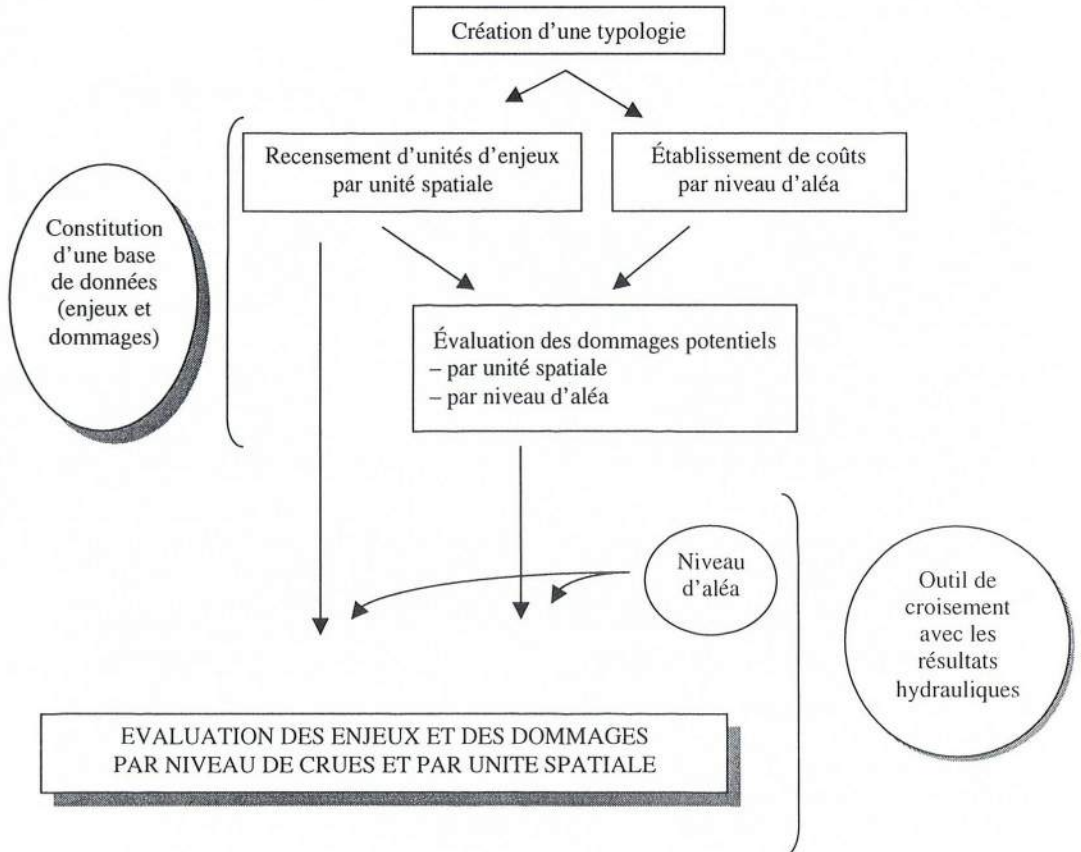 Création d'une typologie
Recensement d'unités d'enjeux
par unité spatiale
Établissement de coûts
par niveau d'aléa
Constitution
d'une base
de données
(enjeux et
dommages)
Évaluation des dommages potentiels
– par unité spatiale
– par niveau d'aléa
Niveau
d'aléa
Outil de
croisement
avec les
résultats
hydrauliques
EVALUATION DES ENJEUX ET DES DOMMAGES
PAR NIVEAU DE CRUES ET PAR UNITE SPATIALE